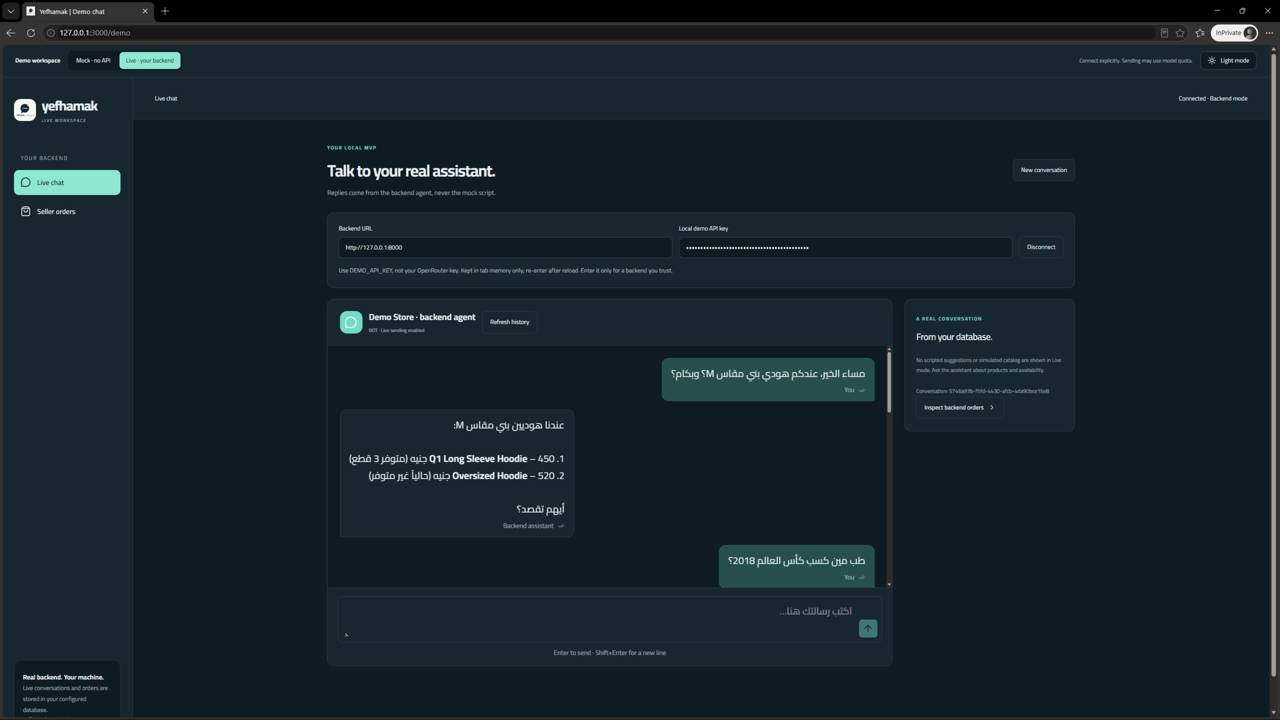 Yefhamak | Demo chat
127.0.0.1:3000/demo
InPrivate
Demo workspace
Mock · no API
Live · your backend
Connect explicitly. Sending may use model quota.
Light mode
yefhamak
LIVE WORKSPACE
Live chat
Connected · Backend mode
YOUR BACKEND
Live chat
Seller orders
YOUR LOCAL MVP
Talk to your real assistant.
Replies come from the backend agent, never the mock script.
New conversation
Backend URL
http://127.0.0.1:8000
Local demo API key
Disconnect
Use DEMO_API_KEY, not your OpenRouter key. Kept in tab memory only, re-enter after reload. Enter it only for a backend you trust.
Demo Store · backend agent
BOT · Live sending enabled
Refresh history
مساء الخير، عندكم هودي بني مقاس M؟ وبكام؟
You
عندنا هوديين بني مقاس M:
1. Q1 Long Sleeve Hoodie – 450 جنيه (متوفر 3 قطع)
2. Oversized Hoodie – 520 جنيه (حالياً غير متوفر)
أيهم تقصد؟
Backend assistant
طب مين كسب كأس العالم 2018؟
You
اكتب رسالتك هنا...
Enter to send · Shift+Enter for a new line
A REAL CONVERSATION
From your database.
No scripted suggestions or simulated catalog are shown in Live
mode. Ask the assistant about products and availability.
Conversation:
Inspect backend orders
Real backend. Your machine.
Live conversations and orders are
stored in your configured
database.